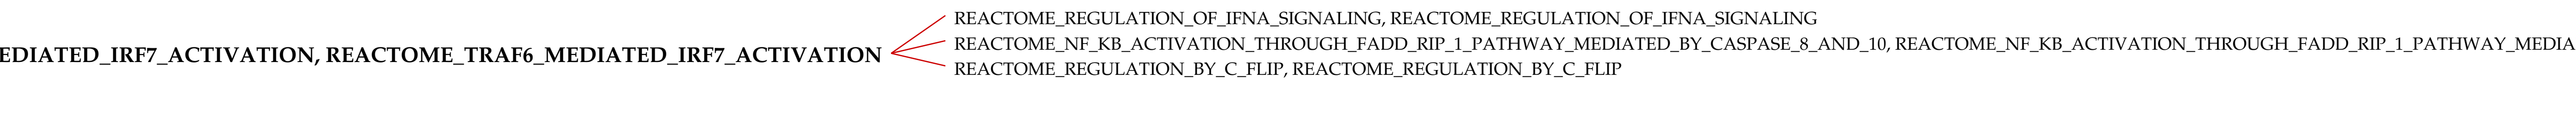 REACTOME_REGULATION_OF_IFNA_SIGNALING, REACTOME_REGULATION_OF_IFNA_SIGNALING
EDIATED_IRF7_ACTIVATION, REACTOME_TRAF6_MEDIATED_IRF7_ACTIVATION
REACTOME_NF_KB_ACTIVATION_THROUGH_FADD_RIP_1_PATHWAY_MEDIATED_BY_CASPASE_8_AND_10, REACTOME_NF_KB_ACTIVATION_THROUGH_FADD_RIP_1_PATHWAY_MEDIA
REACTOME_REGULATION_BY_C_FLIP, REACTOME_REGULATION_BY_C_FLIP